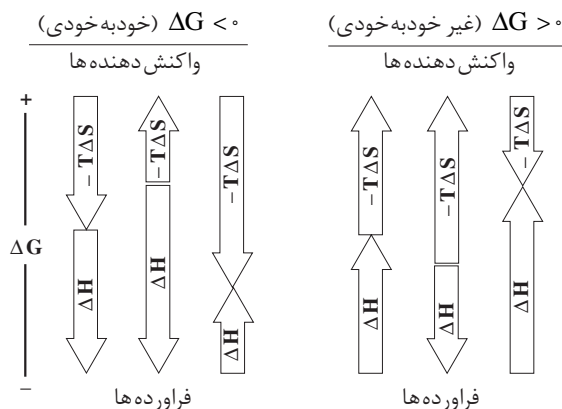 ΔG < ۰ (خودبه‌خودی)
واکنش‌دهنده‌ها
ΔG > ۰ (غیر خودبه‌خودی)
واکنش‌دهنده‌ها
+
ΔG
−
− TΔS
ΔH
− TΔS
ΔH
− TΔS
ΔH
− TΔS
ΔH
− TΔS
ΔH
− TΔS
ΔH
فراورده‌ها
فراورده‌ها